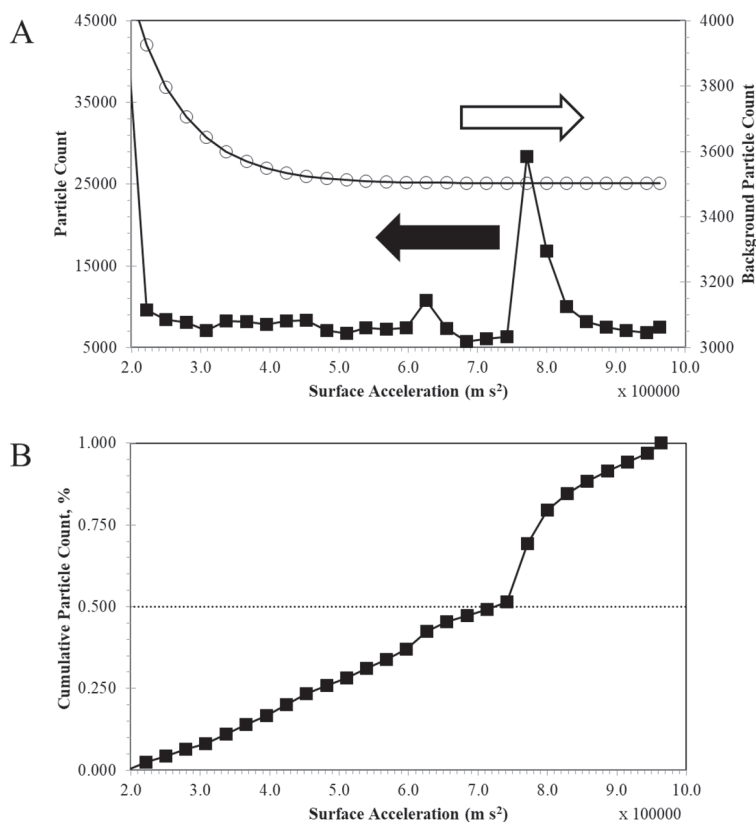 A
45000
35000
25000
15000
5000
Particle Count
4000
3800
3600
3400
3200
3000
Background Particle Count
2.0 3.0 4.0 5.0 6.0 7.0 8.0 9.0 10.0
Surface Acceleration (m s²) x 100000
B
1.000
0.750
0.500
0.250
0.000
Cumulative Particle Count, %
2.0 3.0 4.0 5.0 6.0 7.0 8.0 9.0 10.0
Surface Acceleration (m s²) x 100000